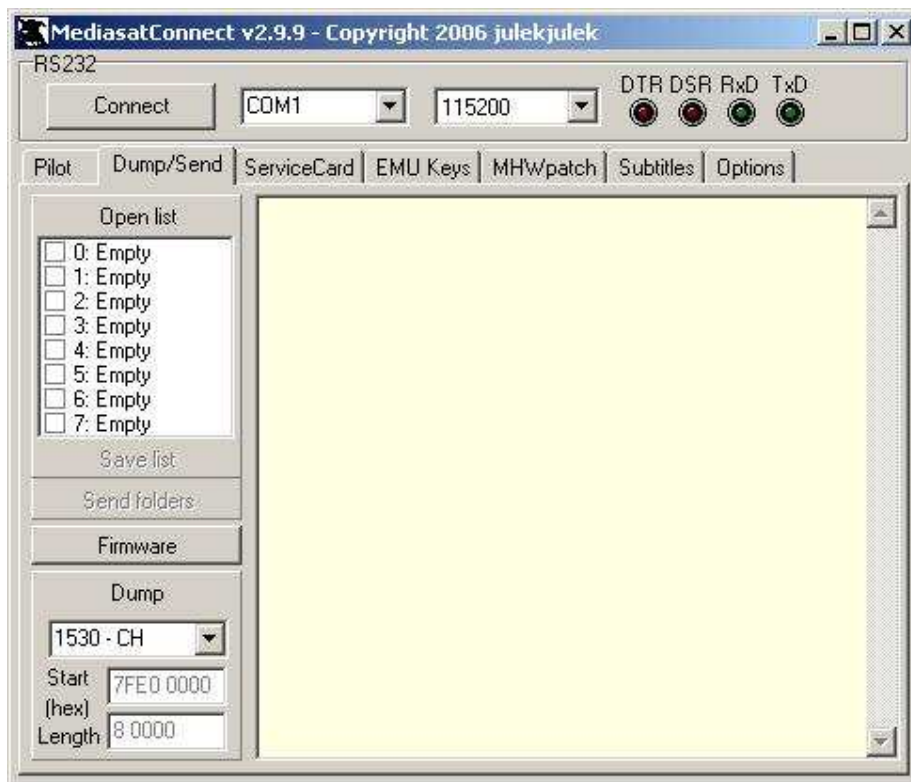 MediasatConnect v2.9.9 - Copyright 2006 julekjulek
RS232
Connect
COM1
115200
DTR DSR RxD TxD
Pilot Dump/Send ServiceCard EMU Keys MHWpatch Subtitles Options
Open list
0: Empty
1: Empty
2: Empty
3: Empty
4: Empty
5: Empty
6: Empty
7: Empty
Save list
Send folders
Firmware
Dump
1530 - CH
Start 7FE0 0000
(hex)
Length 8 0000